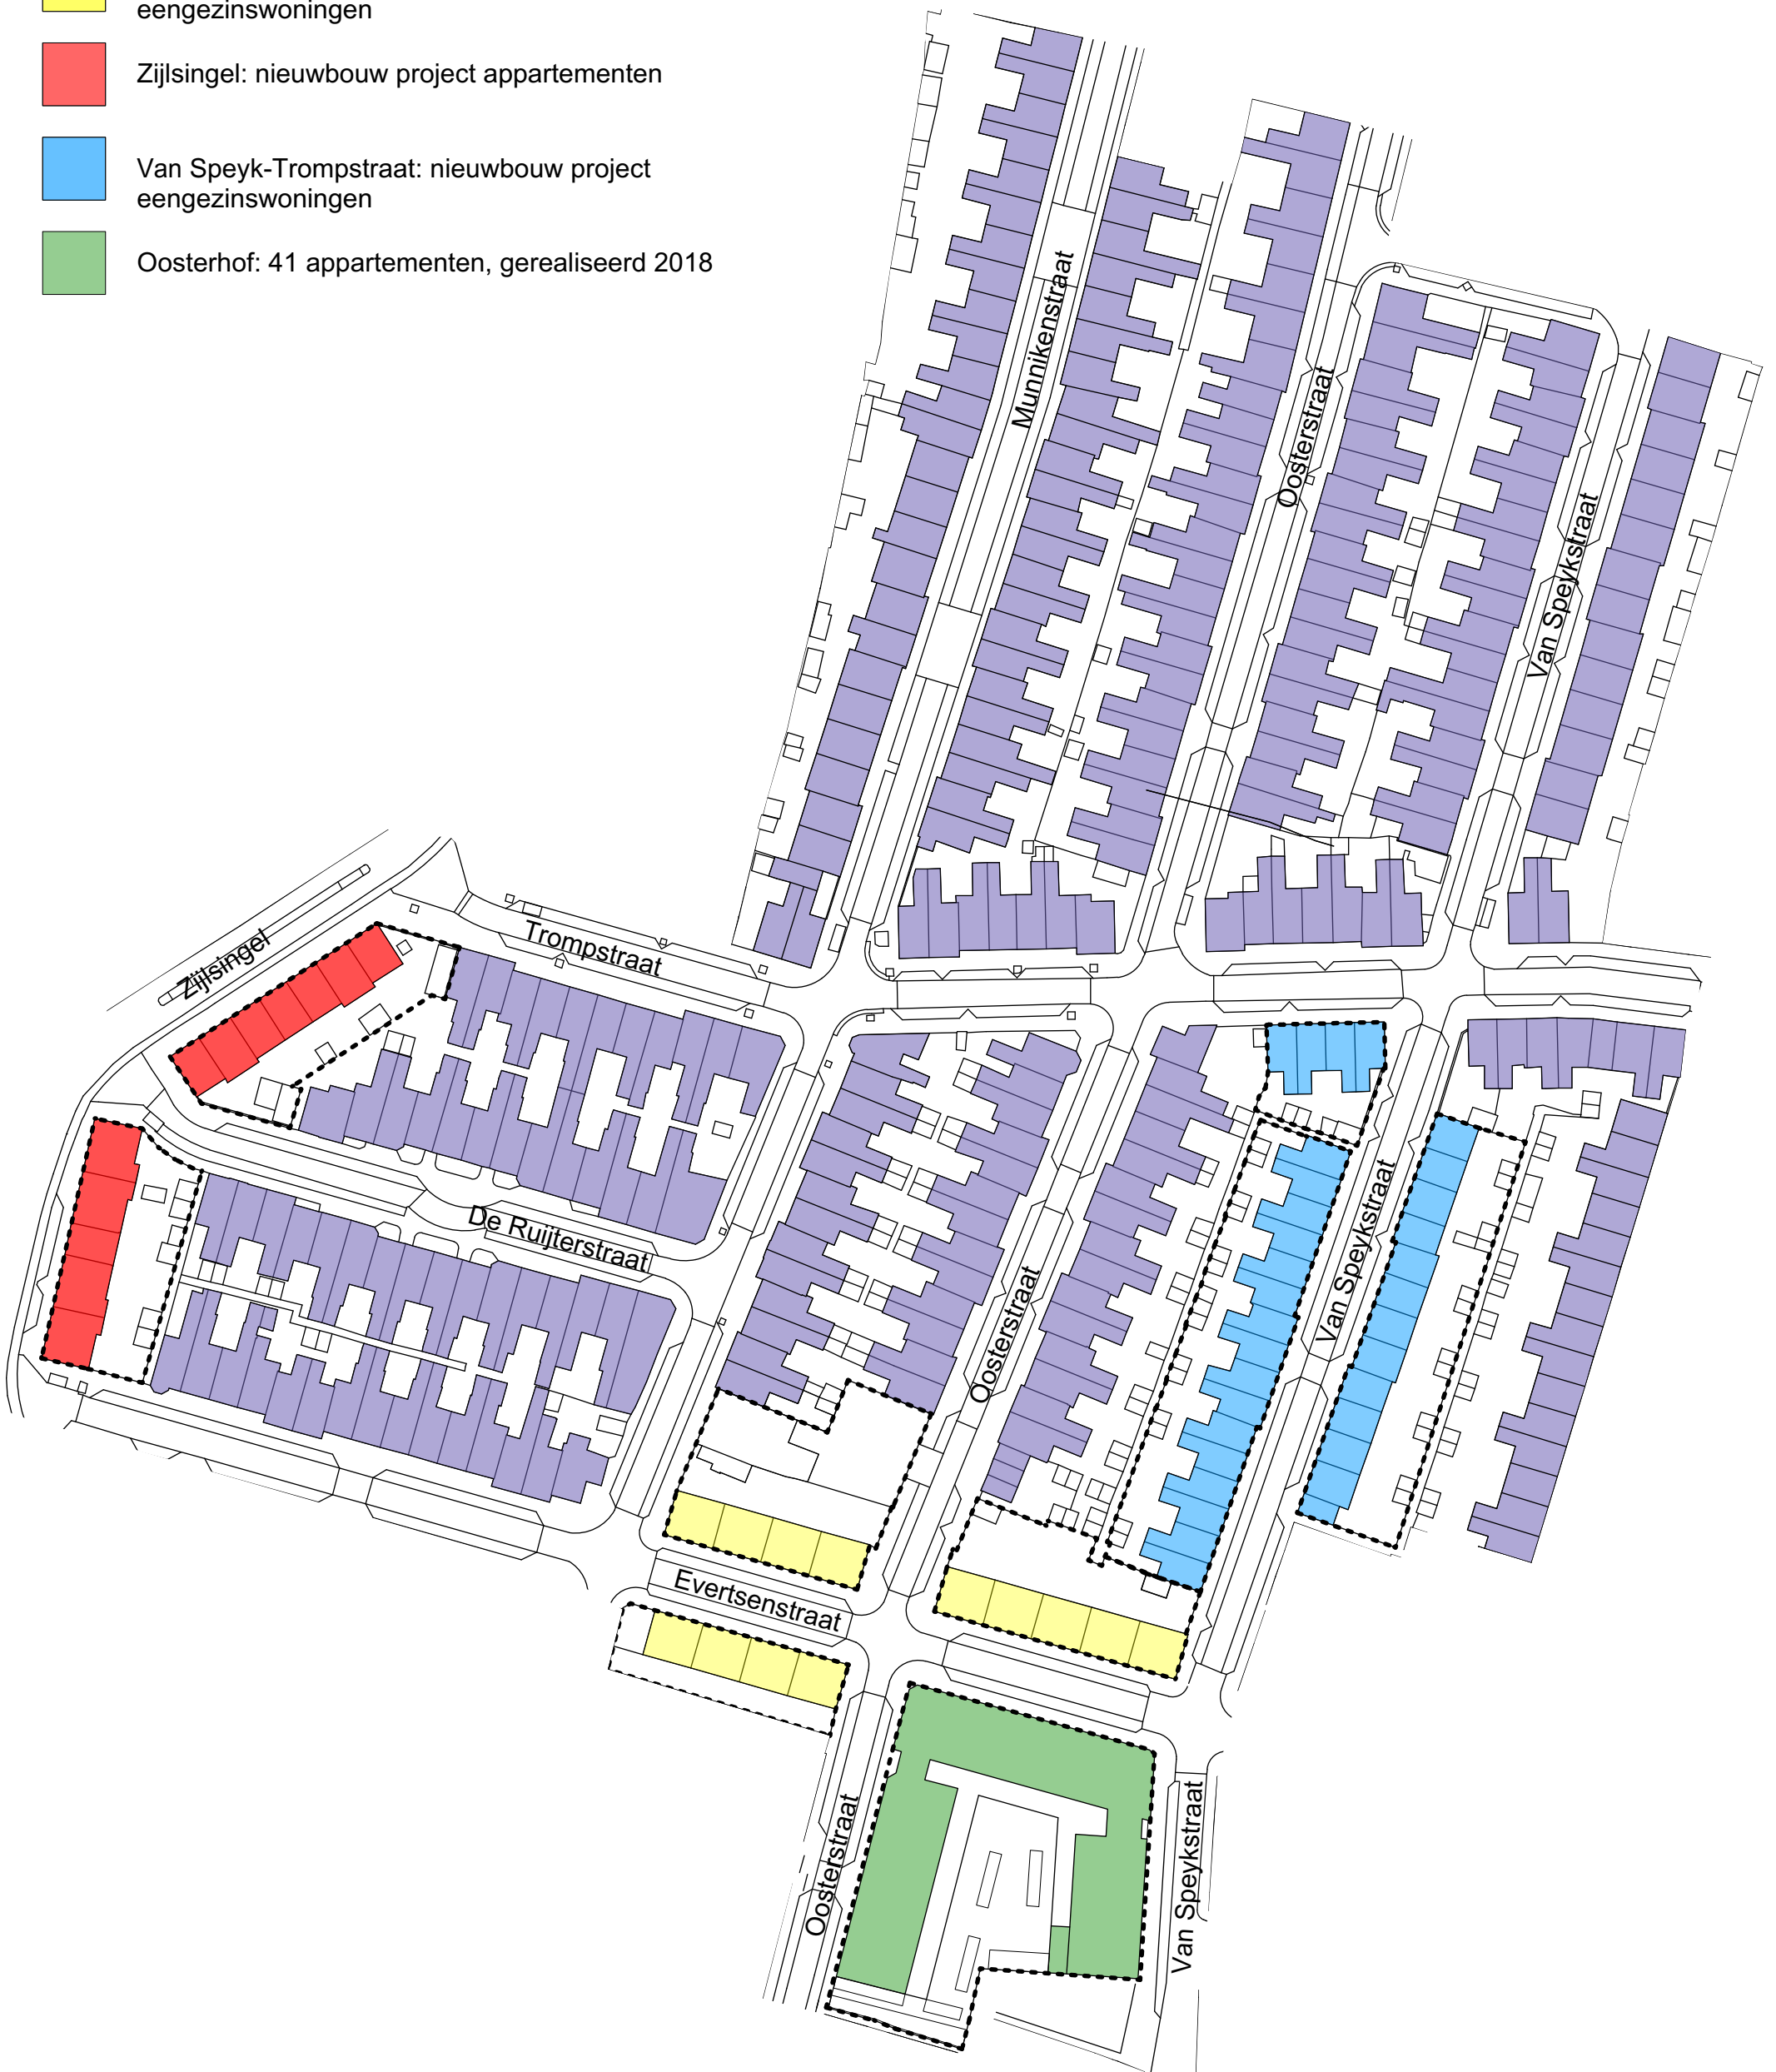 eengezinswoningen
Zijlsingel: nieuwbouw project appartementen
Van Speyk-Trompstraat: nieuwbouw project
eengezinswoningen
Oosterhof: 41 appartementen, gerealiseerd 2018
Munnikenstraat
Oosterstraat
Van Speykstraat
Zijlsingel
Trompstraat
De Ruijterstraat
Van Speykstraat
Oosterstraat
Evertsenstraat
Oosterstraat
Van Speykstraat